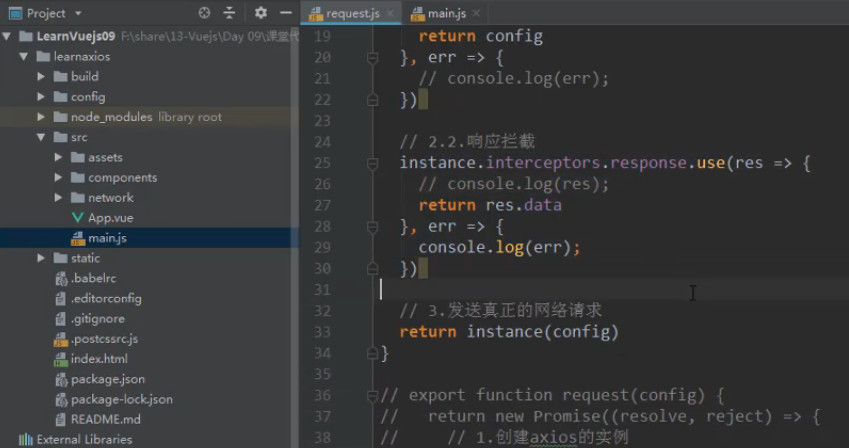 Project
LearnVuejs09 F:\share\13-Vuejs\Day 09\课堂代
learnaxios
build
config
node_modules library root
src
assets
components
network
App.vue
main.js
static
.babelrc
.editorconfig
.gitignore
.postcssrc.js
index.html
package.json
package-lock.json
README.md
External Libraries
request.js
main.js
19 return config
20 }, err => {
21 // console.log(err);
22 })
23
24 // 2.2.响应拦截
25 instance.interceptors.response.use(res => {
26 // console.log(res);
27 return res.data
28 }, err => {
29 console.log(err);
30 })
31
32 // 3.发送真正的网络请求
33 return instance(config)
34 }
35
36 // export function request(config) {
37 // return new Promise((resolve, reject) => {
38 // // 1.创建axios的实例